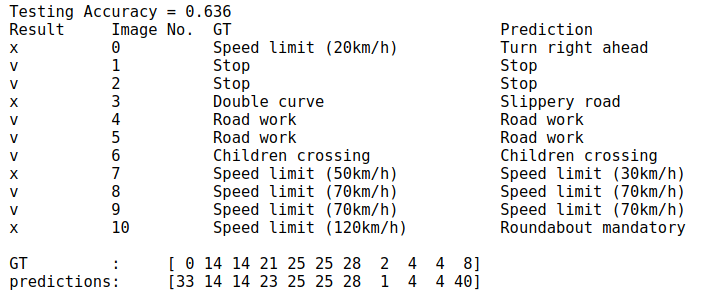 Testing Accuracy = 0.636
Result Image No. GT Prediction
x 0 Speed limit (20km/h) Turn right ahead
v 1 Stop Stop
v 2 Stop Stop
x 3 Double curve Slippery road
v 4 Road work Road work
v 5 Road work Road work
v 6 Children crossing Children crossing
x 7 Speed limit (50km/h) Speed limit (30km/h)
v 8 Speed limit (70km/h) Speed limit (70km/h)
v 9 Speed limit (70km/h) Speed limit (70km/h)
x 10 Speed limit (120km/h) Roundabout mandatory
GT : [ 0 14 14 21 25 25 28 2 4 4 8]
predictions: [33 14 14 23 25 25 28 1 4 4 40]